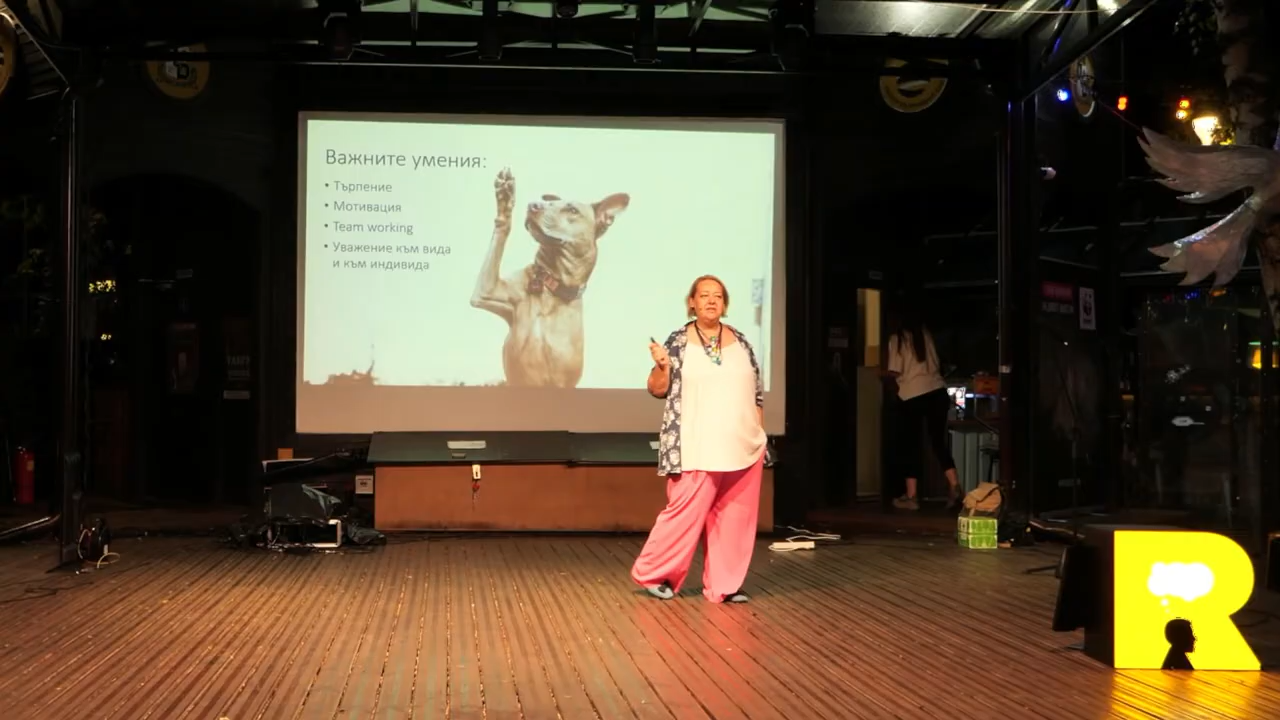 Важните умения:
• Търпение
• Мотивация
• Team working
• Уважение към вида
и към индивида
R